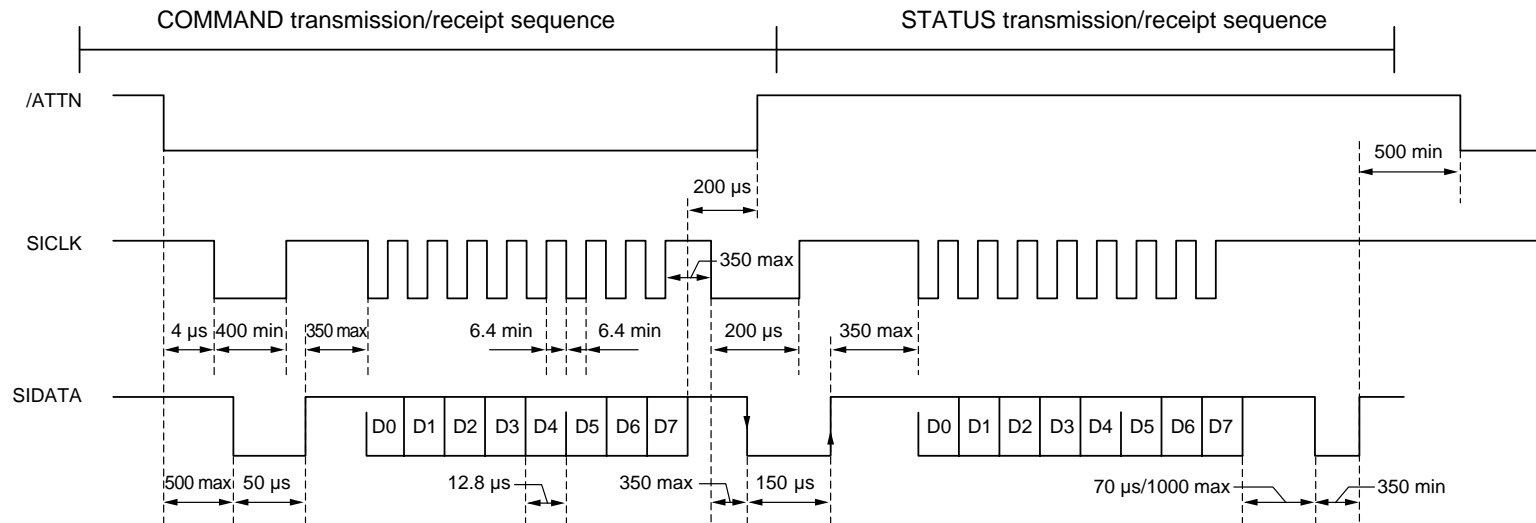 COMMAND transmission/receipt sequence
STATUS transmission/receipt sequence
/ATTN
500 min
200 µs
SICLK
350 max
4 µs
400 min
350 max
6.4 min
6.4 min
200 µs
350 max
SIDATA
D0 D1 D2 D3 D4 D5 D6 D7
D0 D1 D2 D3 D4 D5 D6 D7
500 max
50 µs
12.8 µs
350 max
150 µs
70 µs/1000 max
350 min